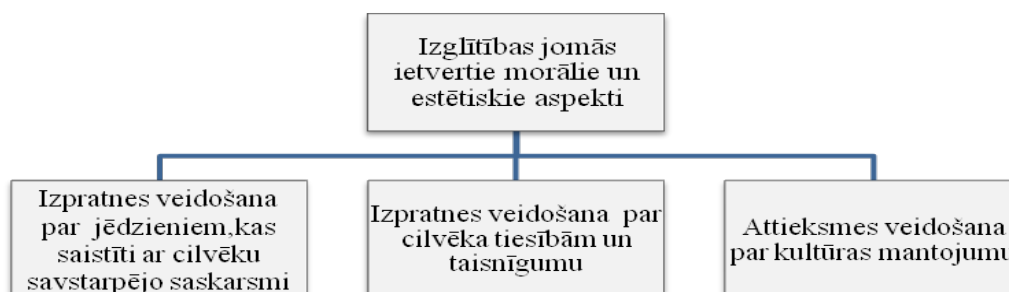 Izglītības jomās
ietvertie morālie un
estētiskie aspekti
Izpratnes veidošana
par jēdzieniem,kas
saistīti ar cilvēku
savstarpējo saskarsmi
Izpratnes veidošana par
cilvēka tiesībām un
taisnīgumu
Attieksmes veidošana
par kultūras mantojumu